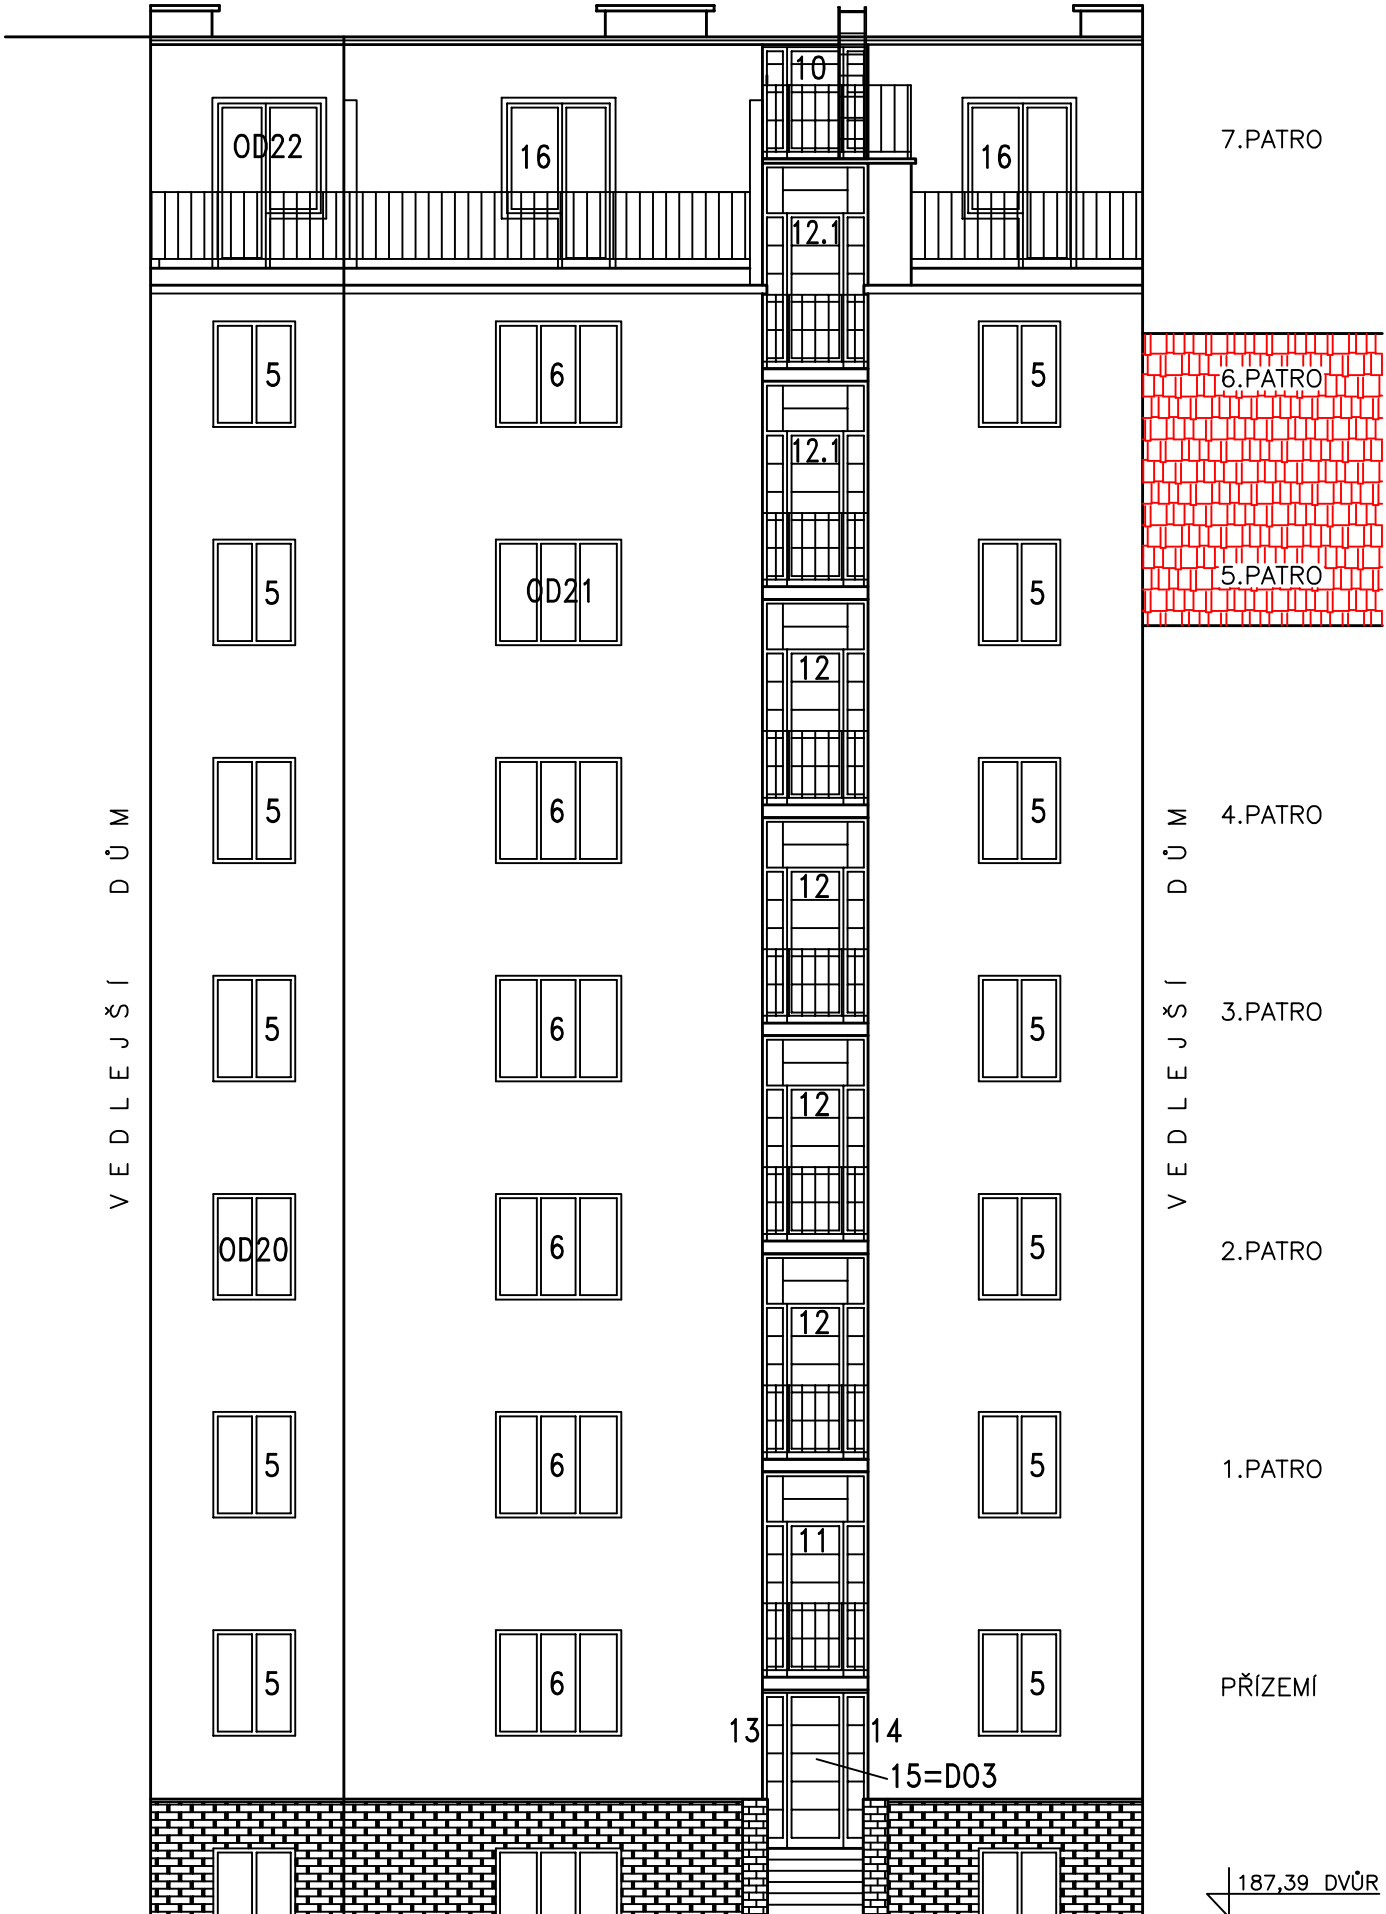 10
OD22
16
16
7.PATRO
12.1
5
6
5
6.PATRO
12.1
5
OD21
5
5.PATRO
12
5
6
5
4.PATRO
VEDLEJŠÍ DŮM
VEDLEJŠÍ DŮM
12
5
6
5
3.PATRO
12
OD20
6
5
2.PATRO
12
5
6
5
1.PATRO
11
5
6
5
PŘÍZEMÍ
13
14
15=D03
187,39 DVŮR